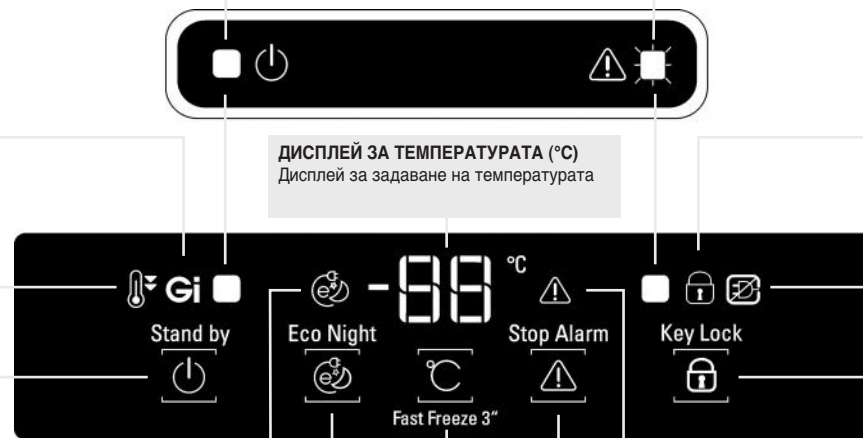 ДИСПЛЕЙ ЗА ТЕМПЕРАТУРАТА (°C)
Дисплей за задаване на температурата
Gi -88 °C
Stand by Eco Night Stop Alarm Key Lock
e °C
Fast Freeze 3“